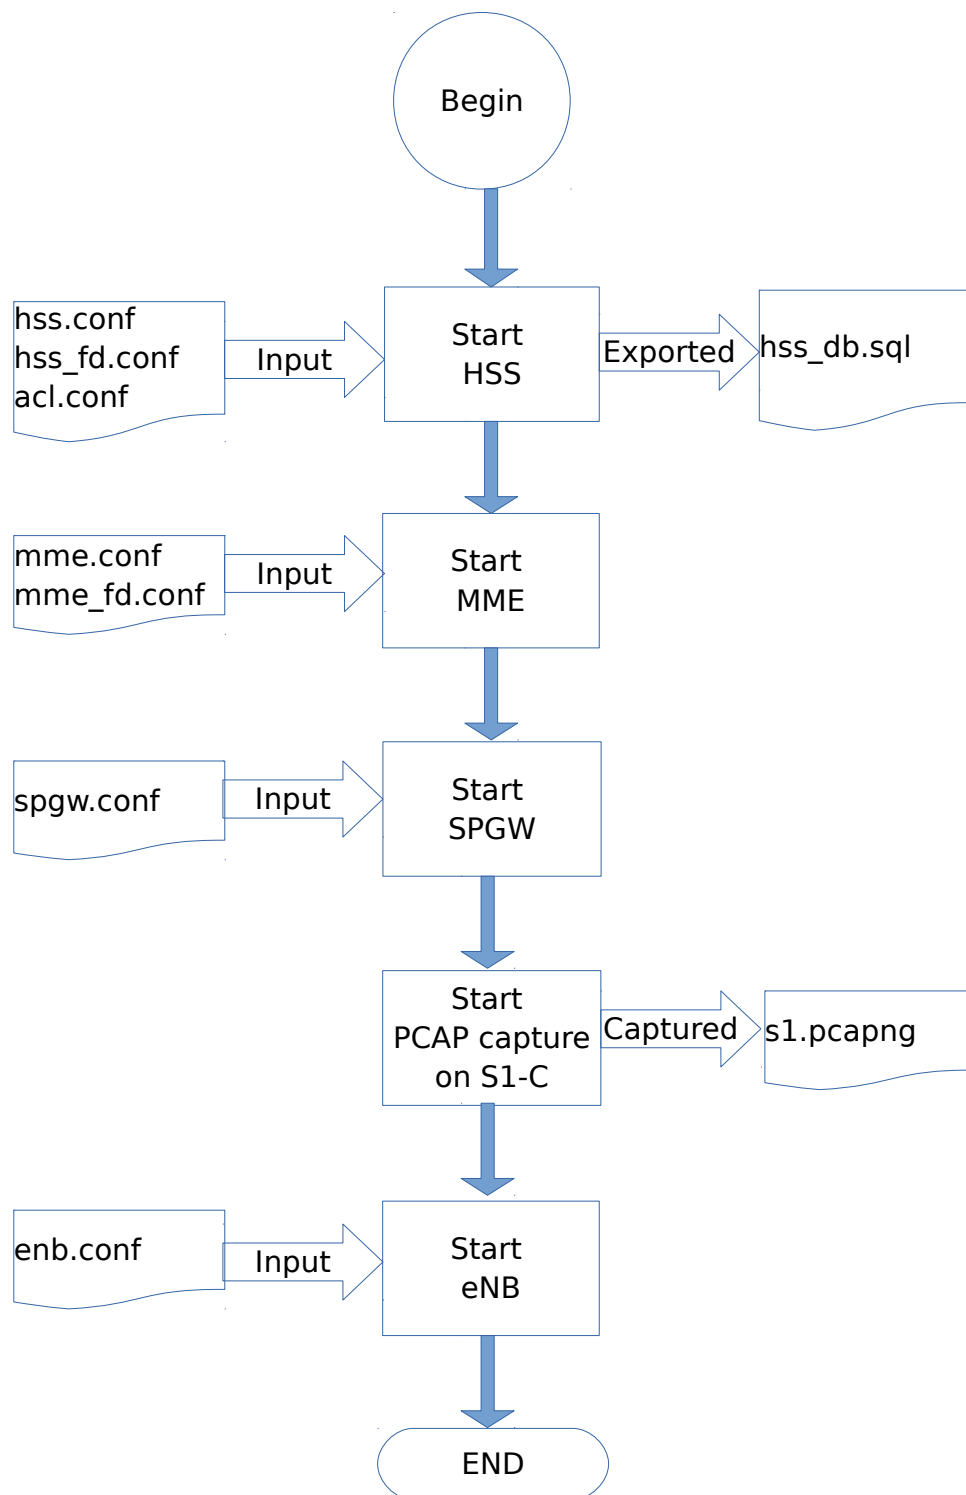 Begin
hss.conf
hss_fd.conf
acl.conf
Input
Start
HSS
Exported
hss_db.sql
mme.conf
mme_fd.conf
Input
Start
MME
spgw.conf
Input
Start
SPGW
Start
PCAP capture
on S1-C
Captured
s1.pcapng
enb.conf
Input
Start
eNB
END